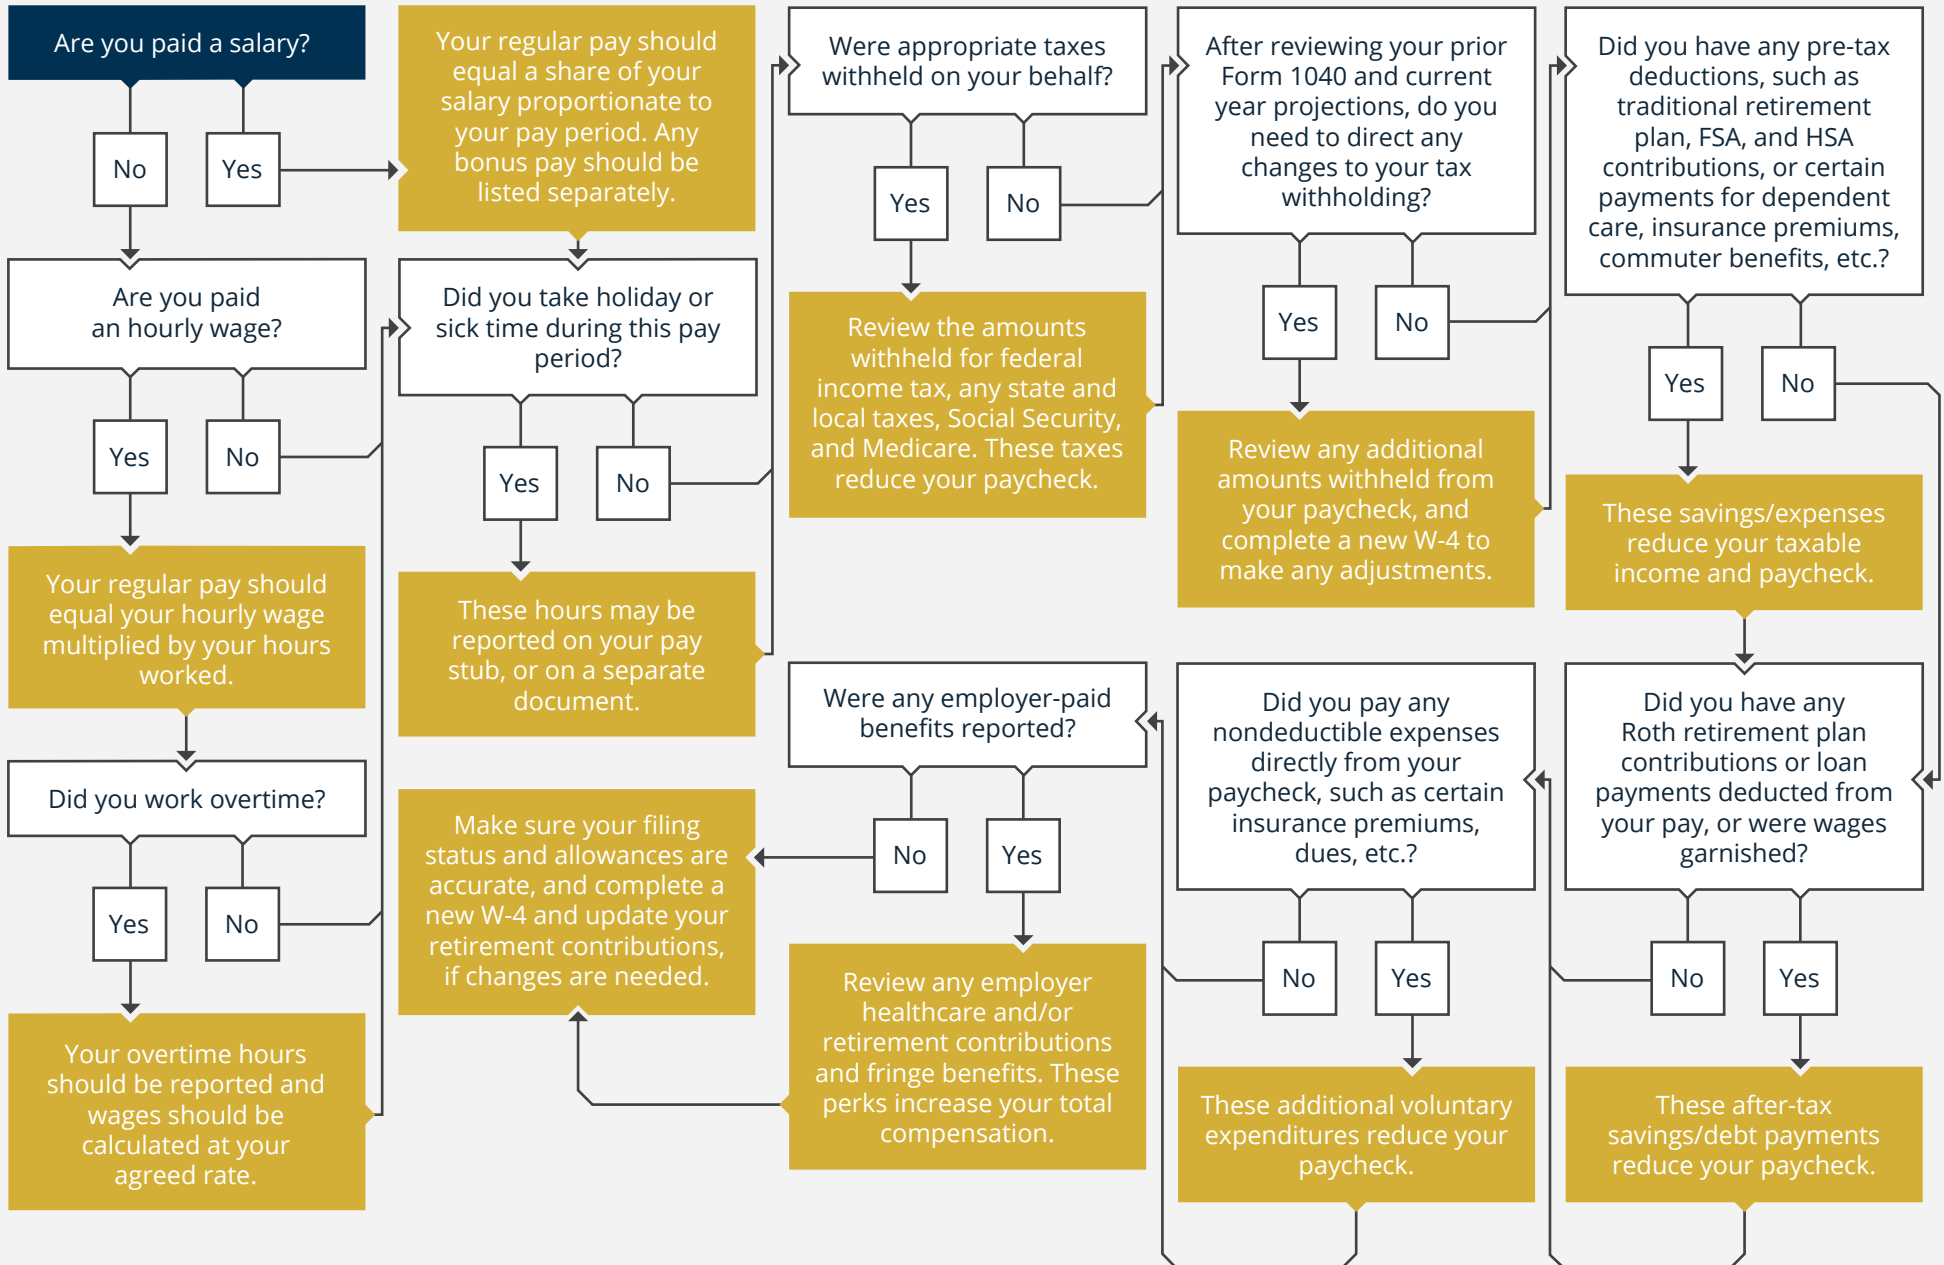 Are you paid a salary?
No
Yes
Your regular pay should
equal a share of your
salary proportionate to
your pay period. Any
bonus pay should be
listed separately.
Are you paid
an hourly wage?
Yes
No
Your regular pay should
equal your hourly wage
multiplied by your hours
worked.
Did you work overtime?
Yes
No
Your overtime hours
should be reported and
wages should be
calculated at your
agreed rate.
Did you take holiday or
sick time during this pay
period?
Yes
No
These hours may be
reported on your pay
stub, or on a separate
document.
Were appropriate taxes
withheld on your behalf?
Yes
No
Review the amounts
withheld for federal
income tax, any state and
local taxes, Social Security,
and Medicare. These taxes
reduce your paycheck.
After reviewing your prior
Form 1040 and current
year projections, do you
need to direct any
changes to your tax
withholding?
Yes
No
Review any additional
amounts withheld from
your paycheck, and
complete a new W-4 to
make any adjustments.
Did you have any pre-tax
deductions, such as
traditional retirement
plan, FSA, and HSA
contributions, or certain
payments for dependent
care, insurance premiums,
commuter benefits, etc.?
Yes
No
These savings/expenses
reduce your taxable
income and paycheck.
Did you have any
Roth retirement plan
contributions or loan
payments deducted from
your pay, or were wages
garnished?
No
Yes
These after-tax
savings/debt payments
reduce your paycheck.
Did you pay any
nondeductible expenses
directly from your
paycheck, such as certain
insurance premiums,
dues, etc.?
No
Yes
These additional voluntary
expenditures reduce your
paycheck.
Were any employer-paid
benefits reported?
No
Yes
Review any employer
healthcare and/or
retirement contributions
and fringe benefits. These
perks increase your total
compensation.
Make sure your filing
status and allowances are
accurate, and complete a
new W-4 and update your
retirement contributions,
if changes are needed.